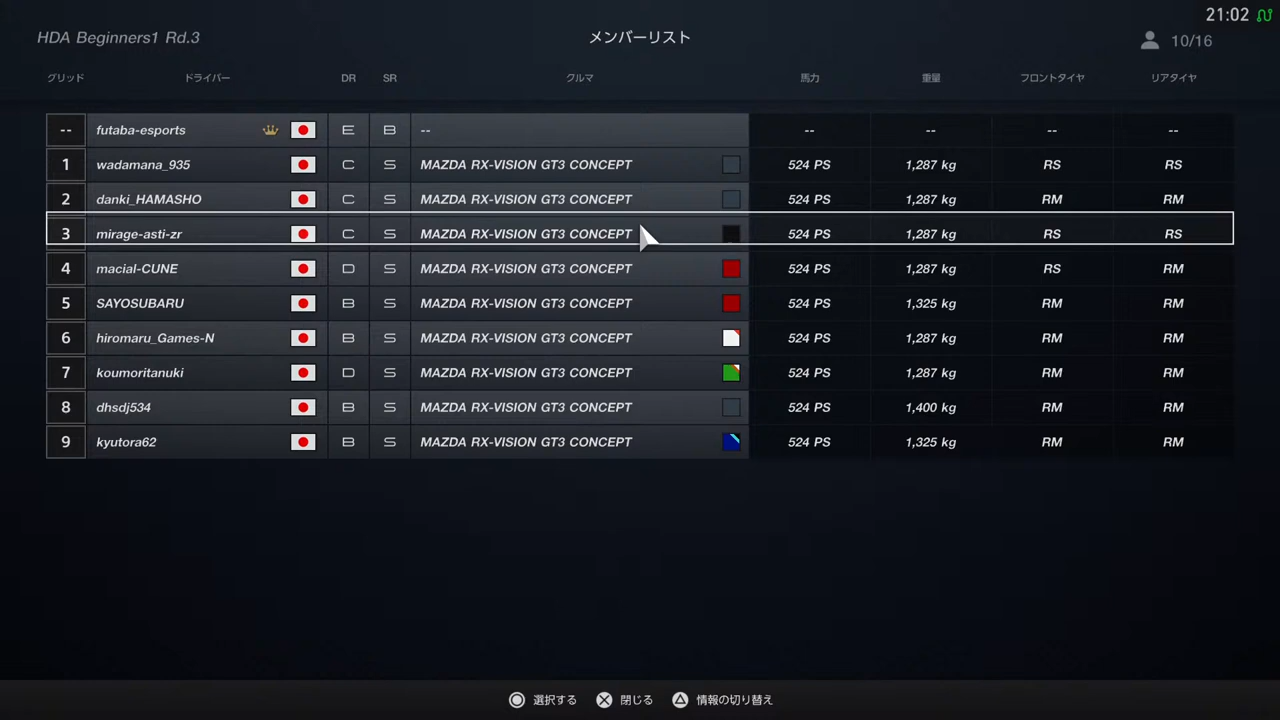 21:02
HDA Beginners1 Rd.3 メンバーリスト 10/16
グリッド ドライバー DR SR クルマ 馬力 重量 フロントタイヤ リアタイヤ
-- futaba-esports E B -- -- -- -- --
1 wadamana_935 C S MAZDA RX-VISION GT3 CONCEPT 524 PS 1,287 kg RS RS
2 danki_HAMASHO C S MAZDA RX-VISION GT3 CONCEPT 524 PS 1,287 kg RM RM
3 mirage-asti-zr C S MAZDA RX-VISION GT3 CONCEPT 524 PS 1,287 kg RS RS
4 macial-CUNE D S MAZDA RX-VISION GT3 CONCEPT 524 PS 1,287 kg RS RM
5 SAYOSUBARU B S MAZDA RX-VISION GT3 CONCEPT 524 PS 1,325 kg RM RM
6 hiromaru_Games-N B S MAZDA RX-VISION GT3 CONCEPT 524 PS 1,287 kg RM RM
7 koumoritanuki D S MAZDA RX-VISION GT3 CONCEPT 524 PS 1,287 kg RM RM
8 dhsdj534 B S MAZDA RX-VISION GT3 CONCEPT 524 PS 1,400 kg RM RM
9 kyutora62 B S MAZDA RX-VISION GT3 CONCEPT 524 PS 1,325 kg RM RM
選択する 閉じる 情報の切り替え